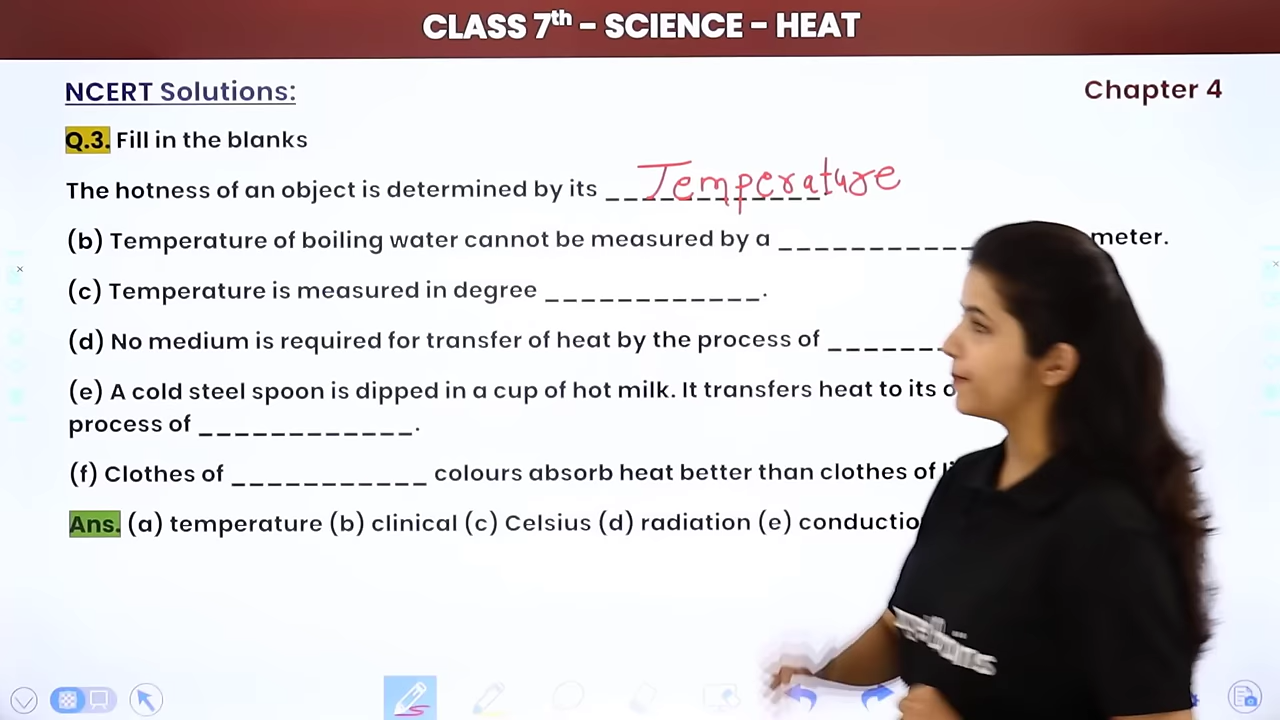 CLASS 7th – SCIENCE – HEAT
NCERT Solutions:
Chapter 4
Q.3. Fill in the blanks
The hotness of an object is determined by its ____________ Temperature
(b) Temperature of boiling water cannot be measured by a ___________ meter.
(c) Temperature is measured in degree ____________.
(d) No medium is required for transfer of heat by the process of _______
(e) A cold steel spoon is dipped in a cup of hot milk. It transfers heat to its
process of ____________.
(f) Clothes of ___________ colours absorb heat better than clothes of
Ans. (a) temperature (b) clinical (c) Celsius (d) radiation (e)